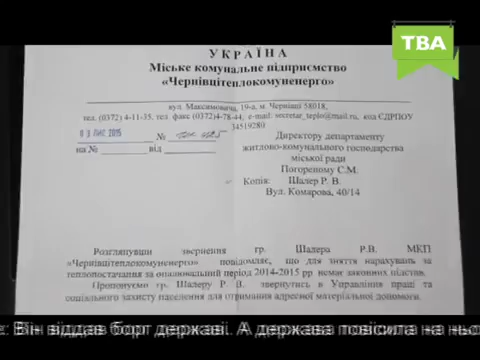 ТВА
УКРАЇНА
Міське комунальне підприємство
«Чернівцітеплокомуненерго»
вул. Максимовича, 19-а, м. Чернівці 58018,
тел. (0372) 4-11-35, тел. факс (0372)4-78-44, e-mail: secretar_teplo@mail.ru, код ЄДРПОУ
34519280
03 ЛИС 2015 №
на № від
Директору департаменту
житлово-комунального господарства
міської ради
Погореному С.М.
Копія: Шалер Р. В.
Вул. Комарова, 40/14
Розглянувши звернення гр. Шалера Р.В. МКП
«Чернівцітеплокомуненерго» повідомляє, що для зняття нарахувань за
теплопостачання за опалювальний період 2014-2015 рр немає законних підстав.
Пропонуємо гр. Шалеру Р. В. звернутись в Управління праці та
соціального захисту населення для отримання адресної матеріальної допомоги.
е: Він віддав борг державі. А держава повісила на ньо